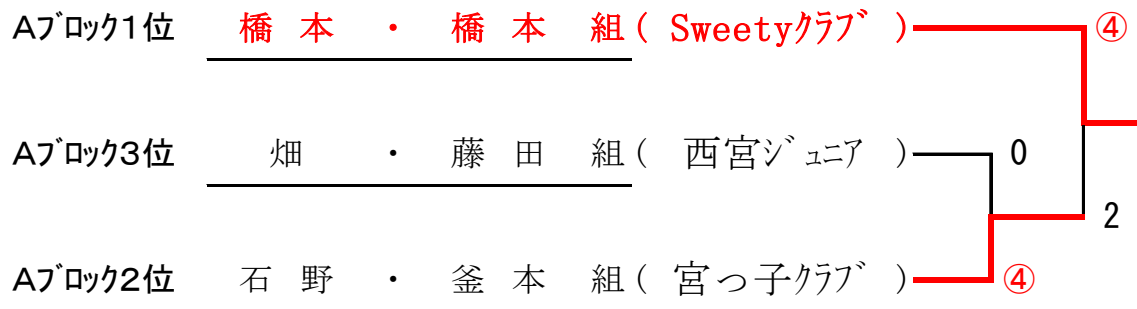 Aﾌﾞﾛｯｸ1位 橋本・橋本組(Sweetyｸﾗﾌﾞ) ④
Aﾌﾞﾛｯｸ3位 畑・藤田組(西宮ｼﾞｭﾆｱ) 0
2
Aﾌﾞﾛｯｸ2位 石野・釜本組(宮っ子ｸﾗﾌﾞ) ④